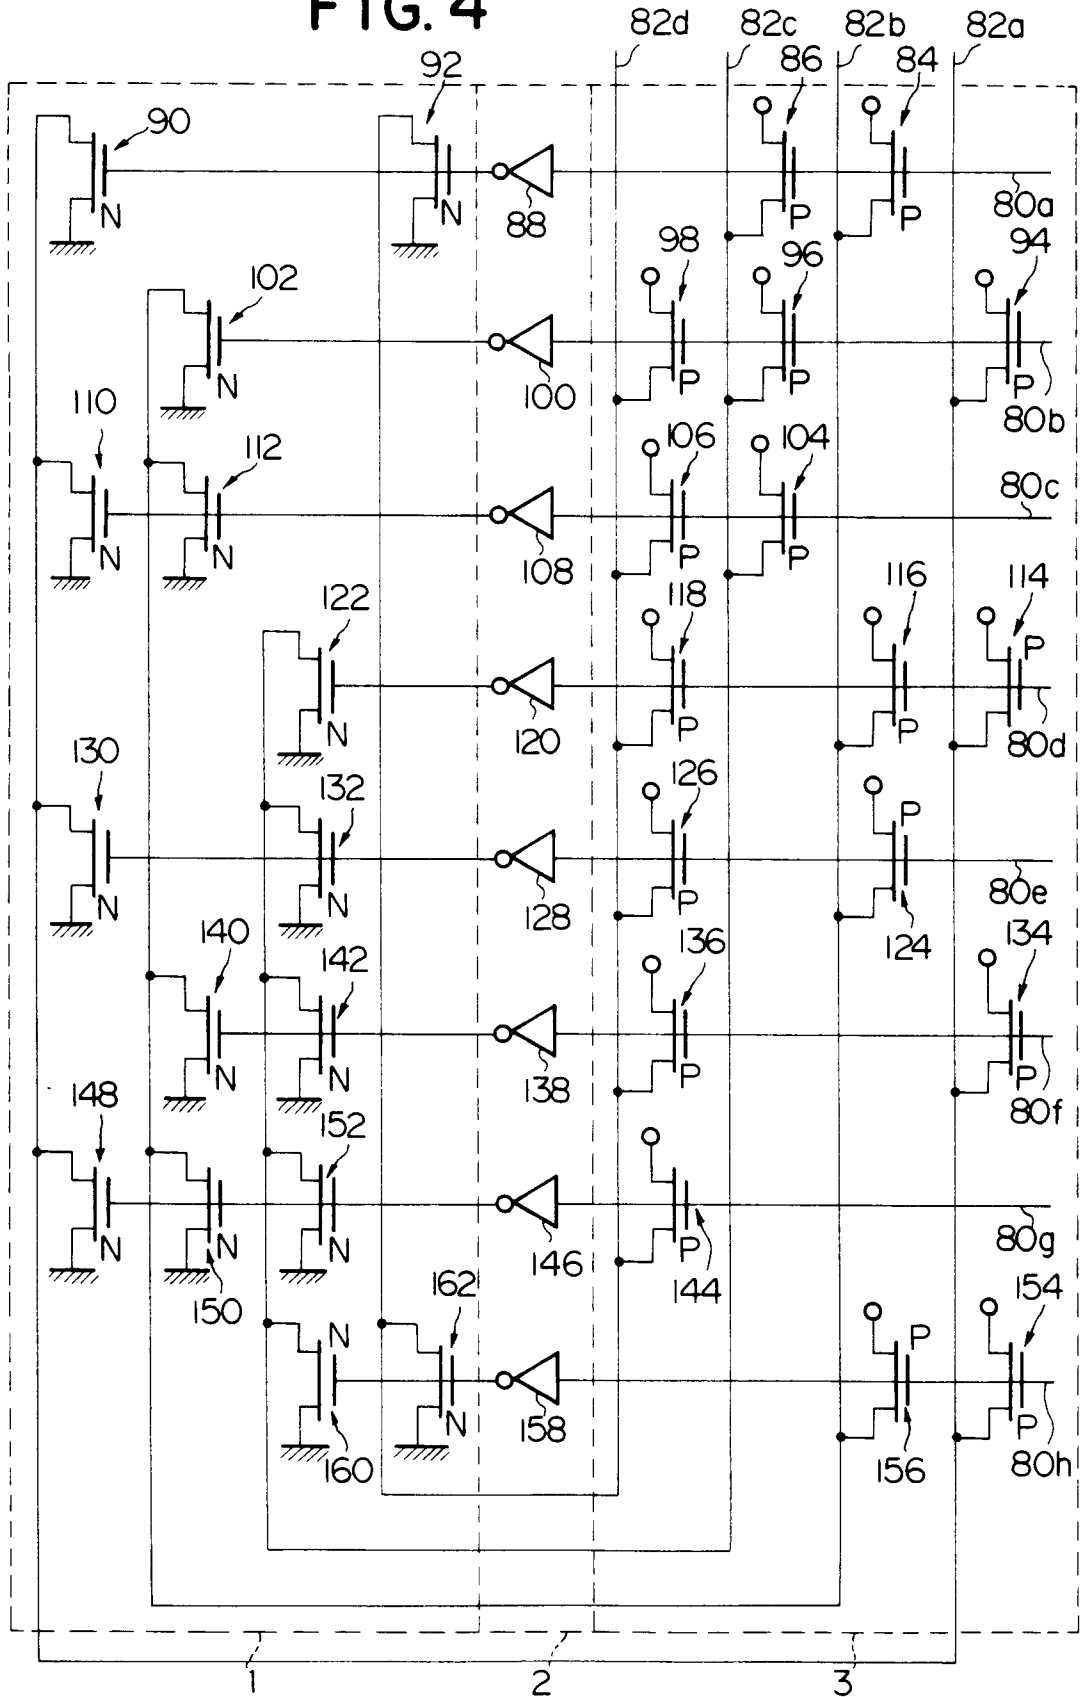 FIG. 4
82d 82c 82b 82a
92 86 84
90
N N 88 P P 80a
98 96 94
102
N 100 P P P 80b
110 112 106 104 80c
N N 108 P P
122 118 116 114
P
N 120 P P 80d
130 132 126 P
N N 128 P 124 80e
140 142 136 134
N N 138 P P 80f
148 152
N N N 146 P 144 80g
150 162 154
N P
160 N 158 156 P 80h
1 2 3